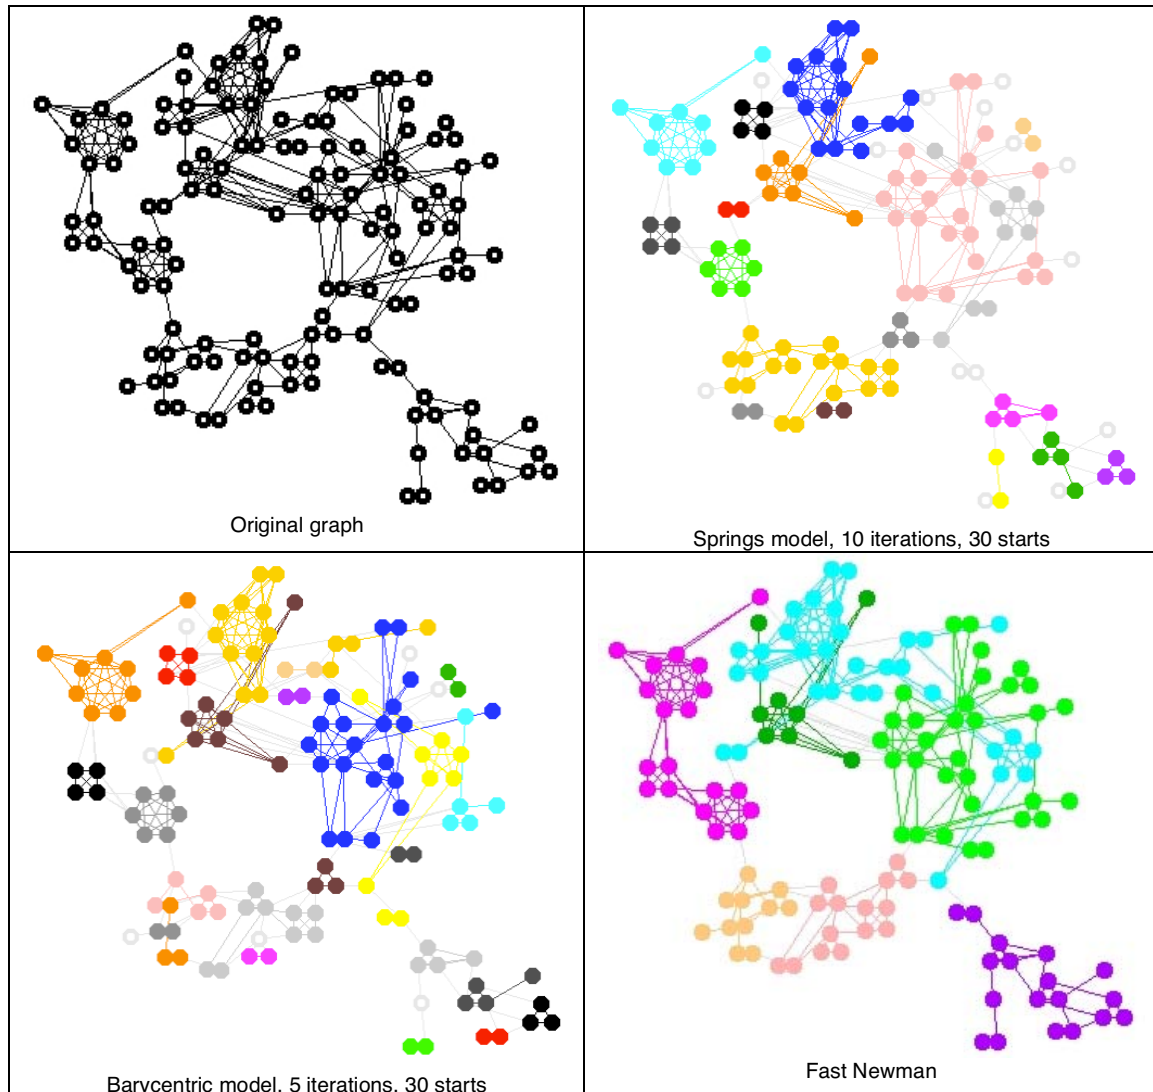 Original graph
Springs model, 10 iterations, 30 starts
Barycentric model, 5 iterations, 30 starts
Fast Newman